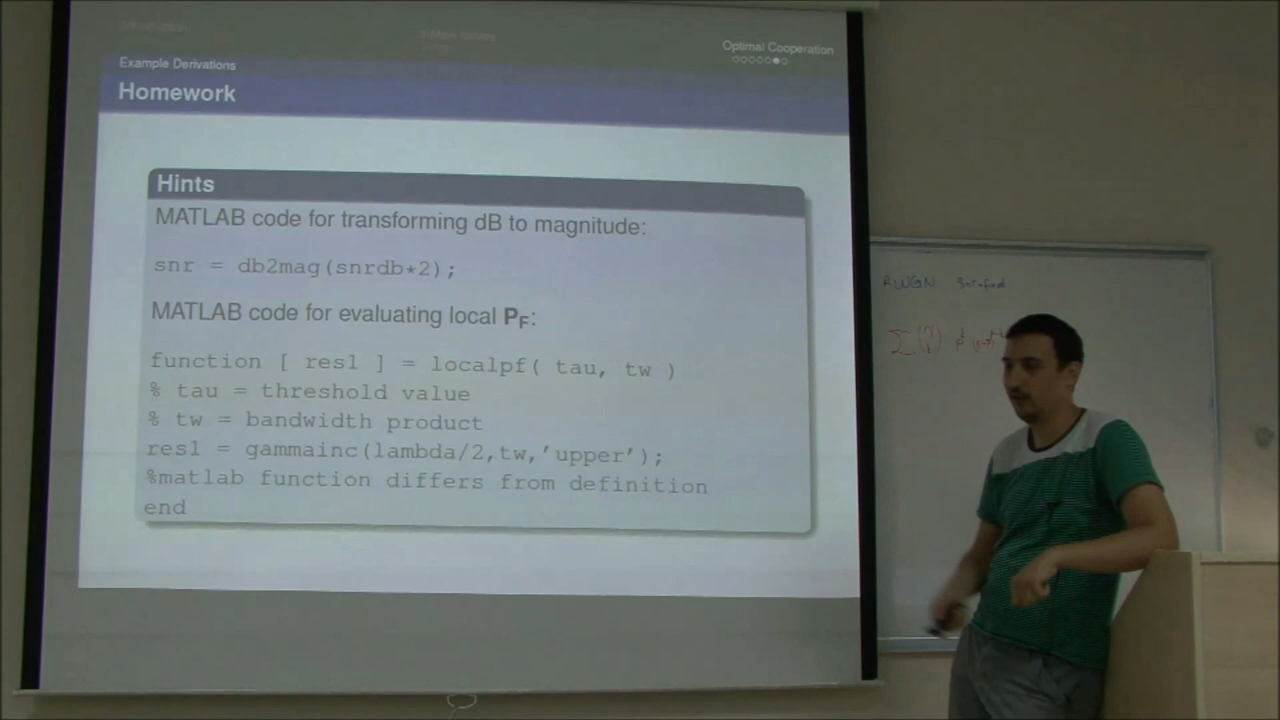 Optimal Cooperation
Example Derivations
Homework
Hints
MATLAB code for transforming dB to magnitude:
snr = db2mag(snrdb*2);
MATLAB code for evaluating local PF:
function [ res1 ] = localpf( tau, tw )
% tau = threshold value
% tw = bandwidth product
res1 = gammainc(lambda/2,tw,'upper');
%matlab function differs from definition
end